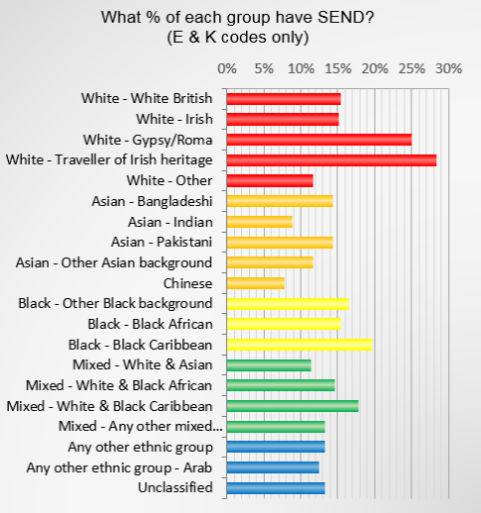 What % of each group have SEND?
(E & K codes only)
0% 5% 10% 15% 20% 25% 30%
White - White British
White - Irish
White - Gypsy/Roma
White - Traveller of Irish heritage
White - Other
Asian - Bangladeshi
Asian - Indian
Asian - Pakistani
Asian - Other Asian background
Chinese
Black - Other Black background
Black - Black African
Black - Black Caribbean
Mixed - White & Asian
Mixed - White & Black African
Mixed - White & Black Caribbean
Mixed - Any other mixed...
Any other ethnic group
Any other ethnic group - Arab
Unclassified